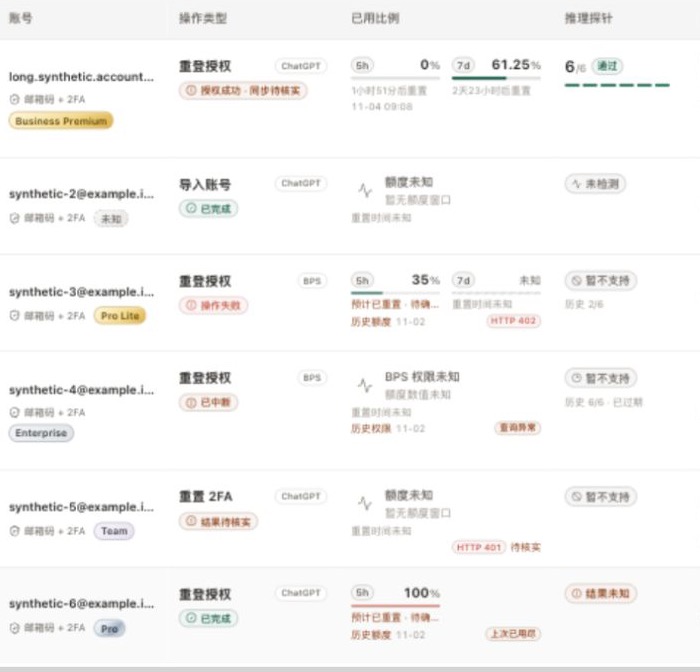 账号 操作类型 已用比例 推理探针
long.synthetic.account...
邮箱码 + 2FA
Business Premium
重登授权 ChatGPT
授权成功 · 同步待核实
5h 0% 7d 61.25%
1小时51分后重置 2天23小时后重置
11-04 09:08
6/6 通过
synthetic-2@example.i...
邮箱码 + 2FA 未知
导入账号 ChatGPT
已完成
额度未知
暂无额度窗口
重置时间未知
未检测
synthetic-3@example.i...
邮箱码 + 2FA Pro Lite
重登授权 BPS
操作失败
5h 35% 7d 未知
预计已重置 · 待确... 重置时间未知
历史额度 11-02 HTTP 402
暂不支持
历史 2/6
synthetic-4@example.i...
邮箱码 + 2FA
Enterprise
重登授权 BPS
已中断
BPS 权限未知
额度数值未知
重置时间未知
历史权限 11-02 查询异常
暂不支持
历史 6/6 · 已过期
synthetic-5@example.i...
邮箱码 + 2FA Team
重置 2FA ChatGPT
结果待核实
额度未知
暂无额度窗口
重置时间未知
HTTP 401 待核实
暂不支持
synthetic-6@example.i...
邮箱码 + 2FA Pro
重登授权 ChatGPT
已完成
5h 100%
预计已重置 · 待确...
历史额度 11-02 上次已用尽
结果未知